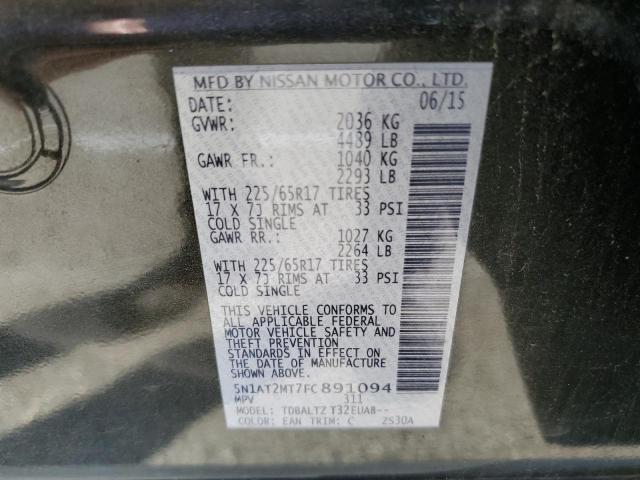 MFD BY NISSAN MOTOR CO., LTD.
DATE: 06/15
GVWR: 2036 KG
4489 LB
GAWR FR.: 1040 KG
2293 LB
WITH 225/65R17 TIRES
17 X 7J RIMS AT 33 PSI
COLD SINGLE
GAWR RR.: 1027 KG
2264 LB
WITH 225/65R17 TIRES
17 X 7J RIMS AT 33 PSI
COLD SINGLE
THIS VEHICLE CONFORMS TO
ALL APPLICABLE FEDERAL
MOTOR VEHICLE SAFETY AND
THEFT PREVENTION
STANDARDS IN EFFECT ON
THE DATE OF MANUFACTURE
SHOWN ABOVE.
5N1AT2MT7FC891094
MPV 311
MODEL: TDBALTZ T32EUA8--
COLOR: EAN TRIM: C 2S30A